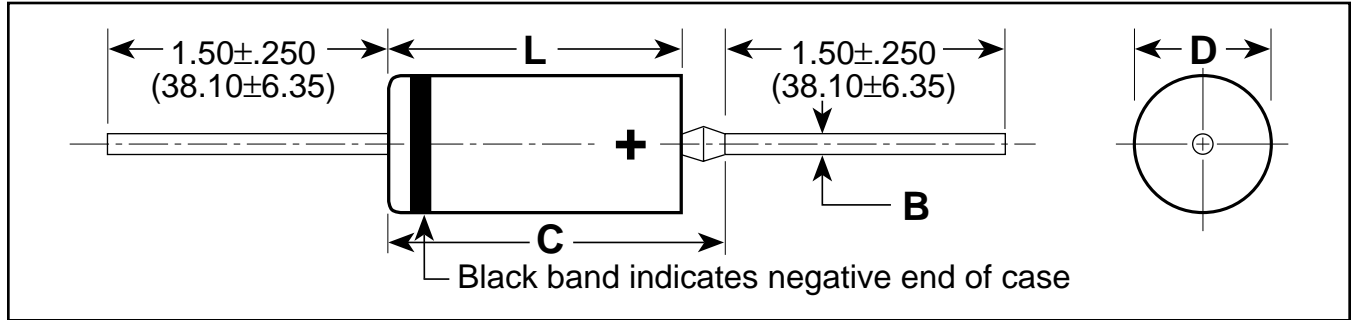 1.50±.250
(38.10±6.35)
L
1.50±.250
(38.10±6.35)
D
+
B
C
Black band indicates negative end of case